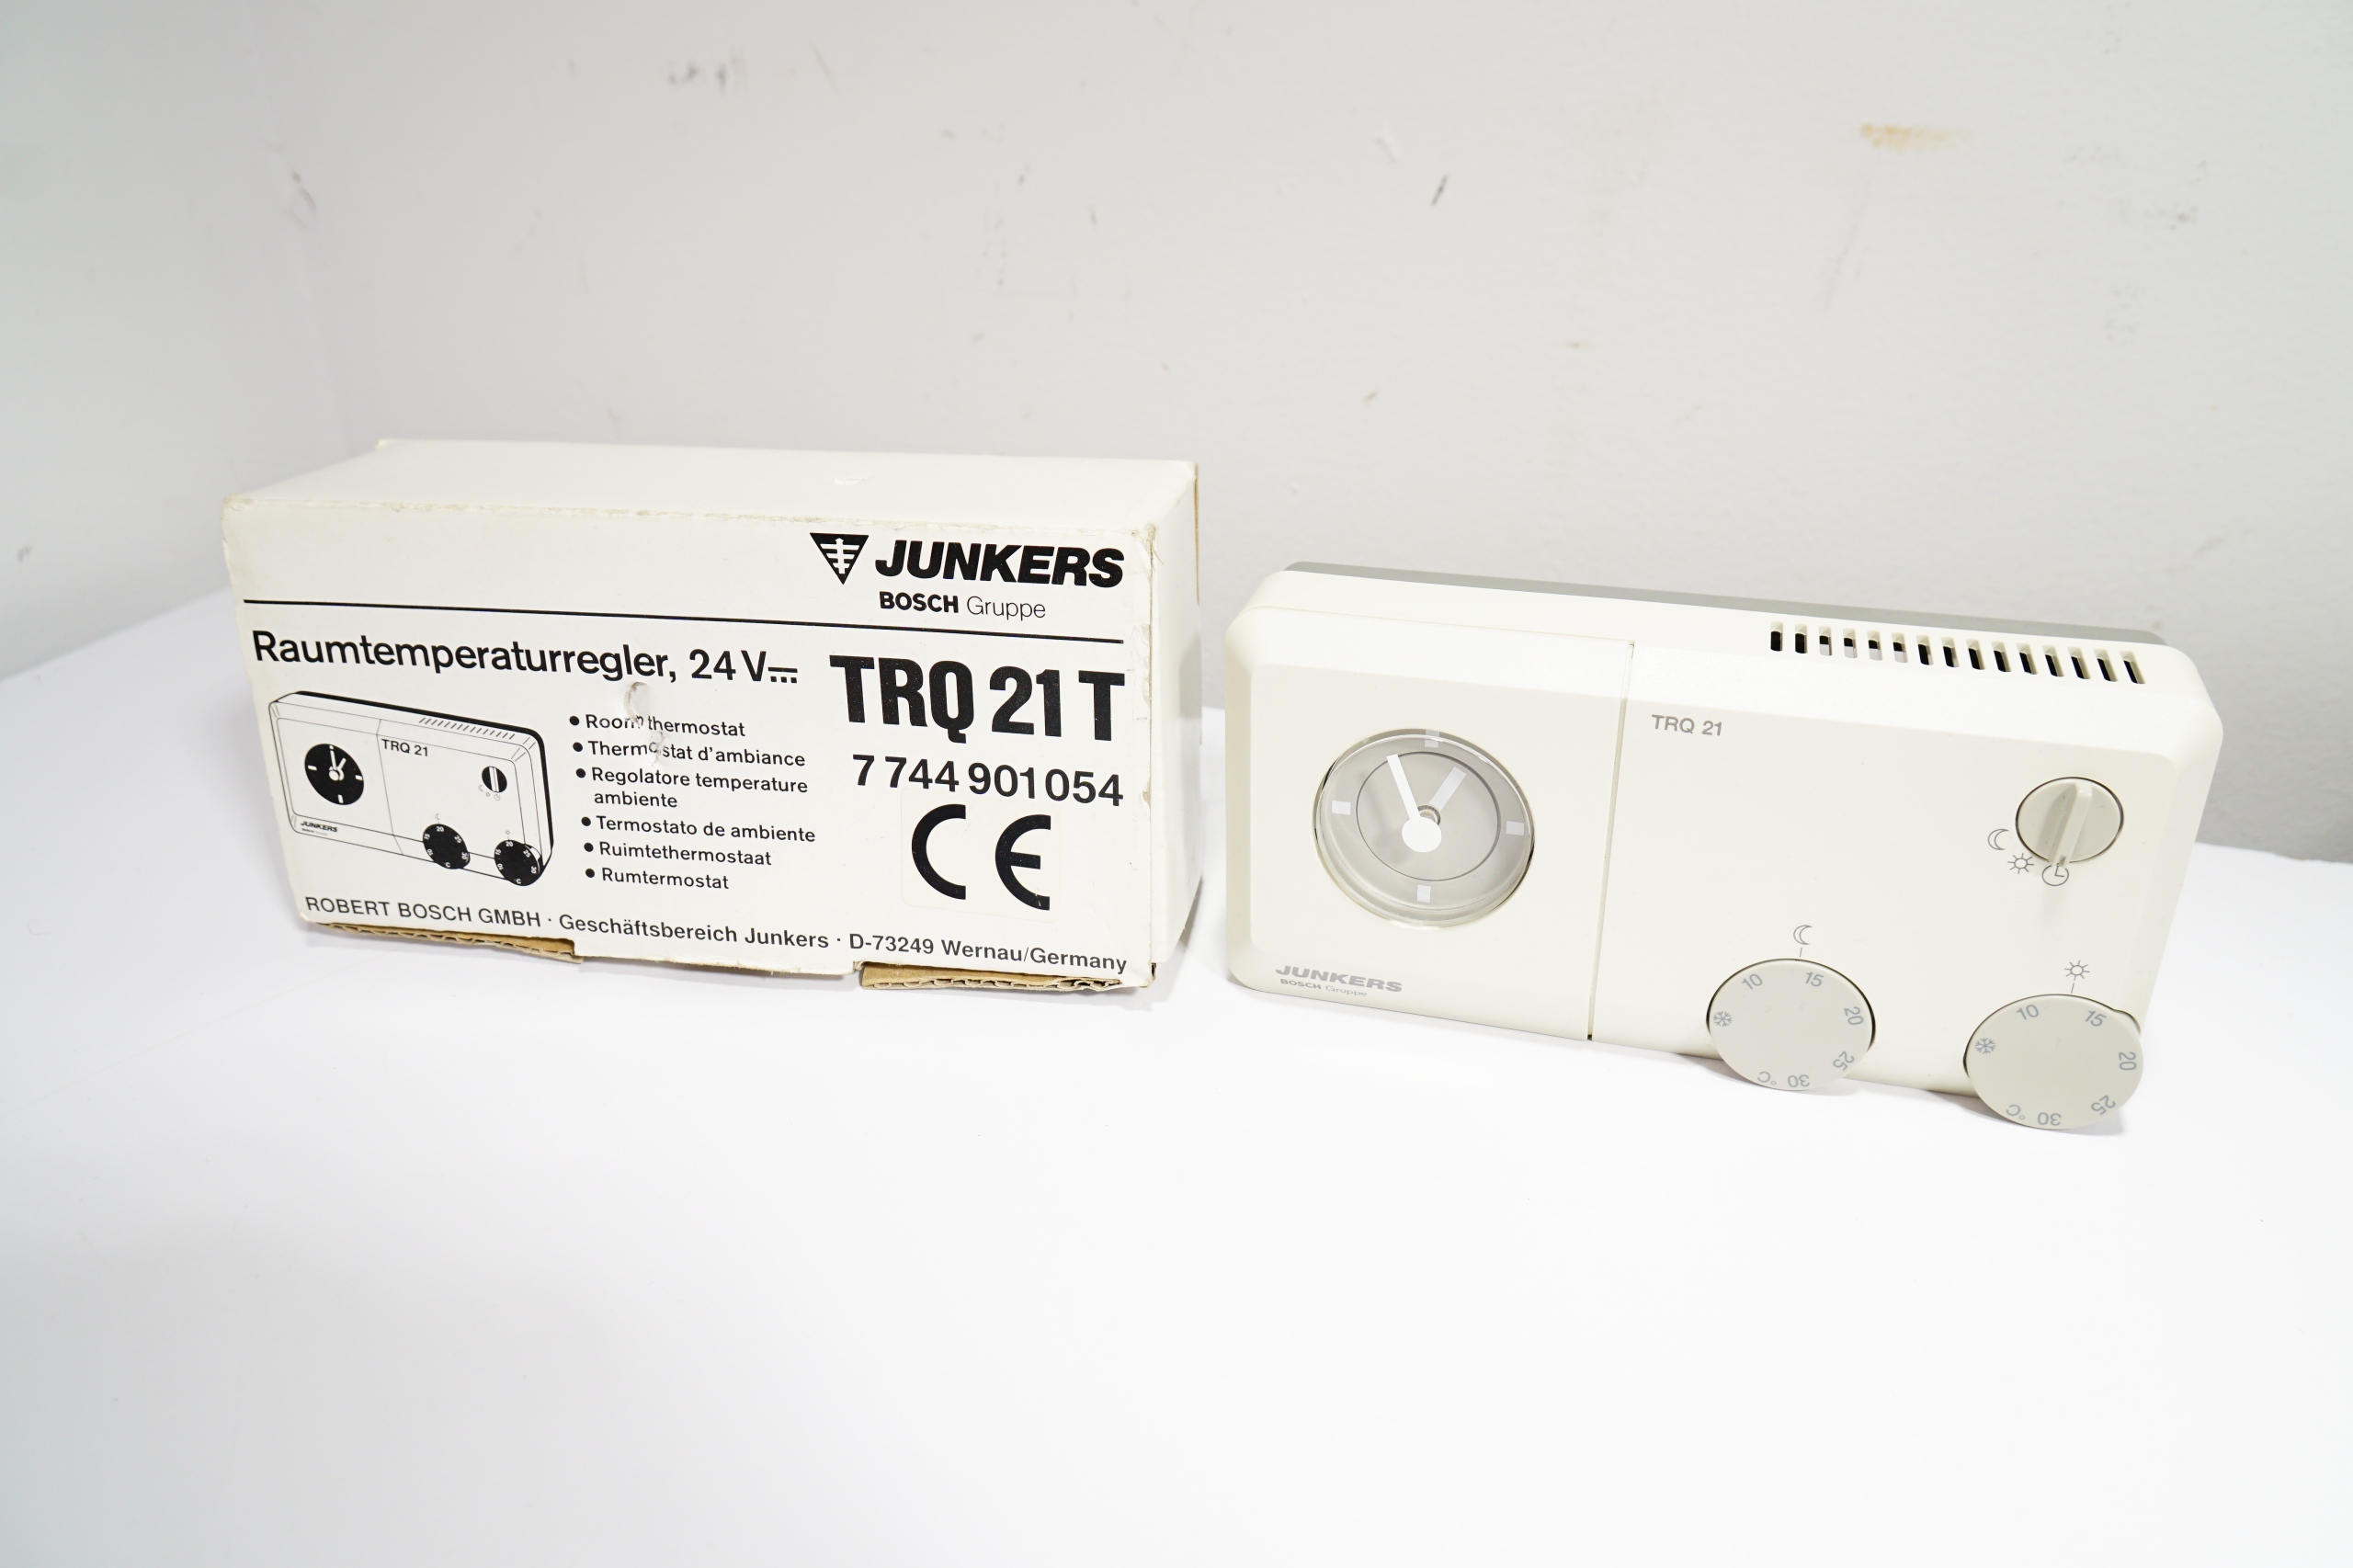 JUNKERS
BOSCH Gruppe
Raumtemperaturregler, 24 V
TRQ 21 T
7 744 901 054
CE
• Room thermostat
• Thermostat d'ambiance
• Regolatore temperature
ambiente
• Termostato de ambiente
• Ruimtethermostaat
• Rumtermostat
TRQ 21
JUNKERS
ROBERT BOSCH GMBH · Geschäftsbereich Junkers · D-73249 Wernau/Germany
TRQ 21
JUNKERS
BOSCH Gruppe
10 15 20 25 30 °C
10 15 20 25 30 °C